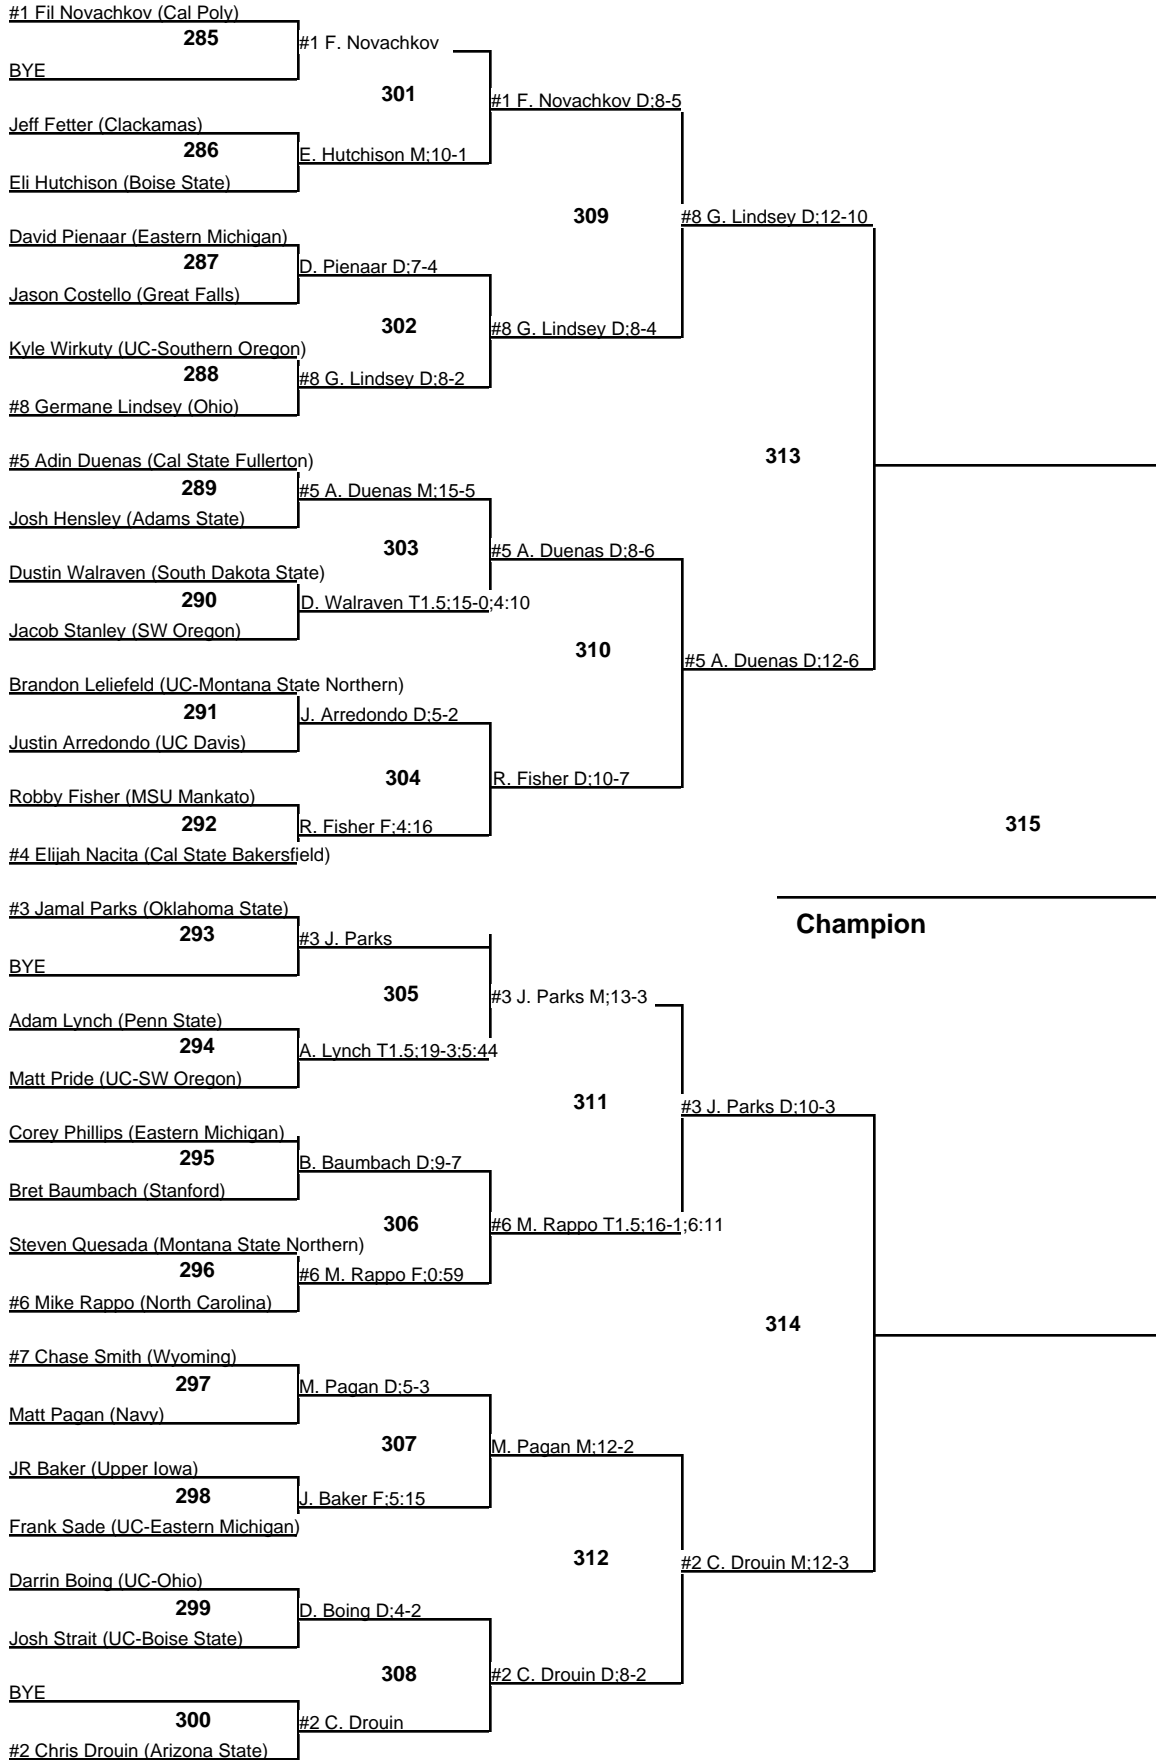 #1 Fil Novachkov (Cal Poly)
285
#1 F. Novachkov
BYE
301
#1 F. Novachkov D;8-5
Jeff Fetter (Clackamas)
286
E. Hutchison M;10-1
Eli Hutchison (Boise State)
309
#8 G. Lindsey D;12-10
David Pienaar (Eastern Michigan)
287
D. Pienaar D;7-4
Jason Costello (Great Falls)
302
#8 G. Lindsey D;8-4
Kyle Wirkuty (UC-Southern Oregon)
288
#8 G. Lindsey D;8-2
#8 Germane Lindsey (Ohio)
313
#5 Adin Duenas (Cal State Fullerton)
289
#5 A. Duenas M;15-5
Josh Hensley (Adams State)
303
#5 A. Duenas D;8-6
Dustin Walraven (South Dakota State)
290
D. Walraven T1.5;15-0;4:10
Jacob Stanley (SW Oregon)
310
#5 A. Duenas D;12-6
Brandon Leliefeld (UC-Montana State Northern)
291
J. Arredondo D;5-2
Justin Arredondo (UC Davis)
304
R. Fisher D;10-7
Robby Fisher (MSU Mankato)
292
R. Fisher F;4:16
#4 Elijah Nacita (Cal State Bakersfield)
315
Champion
#3 Jamal Parks (Oklahoma State)
293
#3 J. Parks
BYE
305
#3 J. Parks M;13-3
Adam Lynch (Penn State)
294
A. Lynch T1.5;19-3;5:44
Matt Pride (UC-SW Oregon)
311
#3 J. Parks D;10-3
Corey Phillips (Eastern Michigan)
295
B. Baumbach D;9-7
Bret Baumbach (Stanford)
306
#6 M. Rappo T1.5;16-1;6:11
Steven Quesada (Montana State Northern)
296
#6 M. Rappo F;0:59
#6 Mike Rappo (North Carolina)
314
#7 Chase Smith (Wyoming)
297
M. Pagan D;5-3
Matt Pagan (Navy)
307
M. Pagan M;12-2
JR Baker (Upper Iowa)
298
J. Baker F;5:15
Frank Sade (UC-Eastern Michigan)
312
#2 C. Drouin M;12-3
Darrin Boing (UC-Ohio)
299
D. Boing D;4-2
Josh Strait (UC-Boise State)
308
#2 C. Drouin D;8-2
BYE
300
#2 C. Drouin
#2 Chris Drouin (Arizona State)